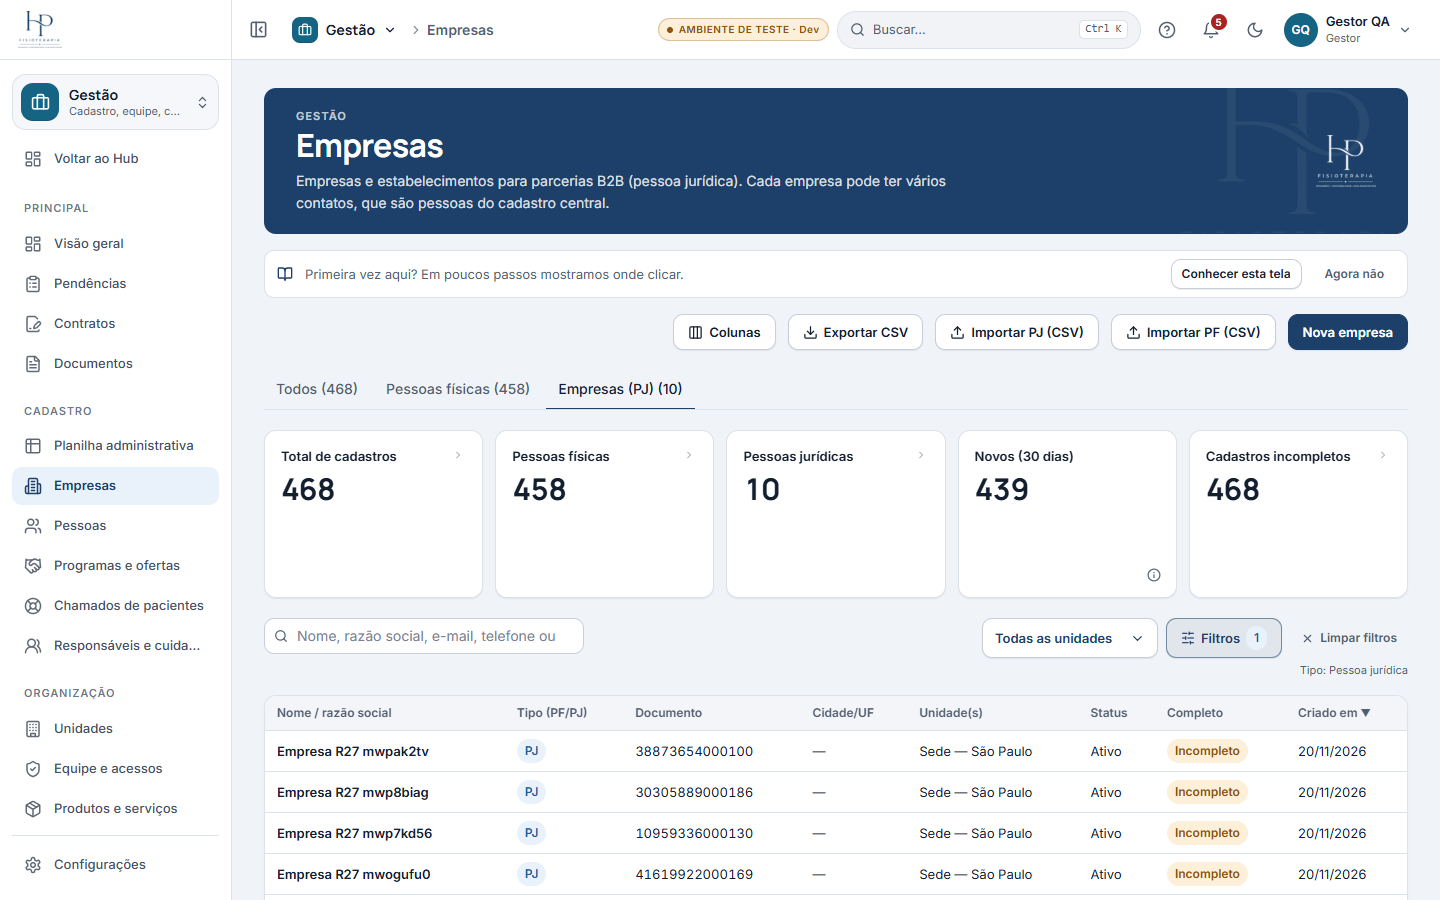 HP
FISIOTERAPIA
Gestão
Empresas
AMBIENTE DE TESTE · Dev
Buscar...
Ctrl K
5
GQ
Gestor QA
Gestor
Gestão
Cadastro, equipe, c...
Voltar ao Hub
PRINCIPAL
Visão geral
Pendências
Contratos
Documentos
CADASTRO
Planilha administrativa
Empresas
Pessoas
Programas e ofertas
Chamados de pacientes
Responsáveis e cuida...
ORGANIZAÇÃO
Unidades
Equipe e acessos
Produtos e serviços
Configurações
GESTÃO
Empresas
Empresas e estabelecimentos para parcerias B2B (pessoa jurídica). Cada empresa pode ter vários
contatos, que são pessoas do cadastro central.
HP
FISIOTERAPIA
Primeira vez aqui? Em poucos passos mostramos onde clicar.
Conhecer esta tela
Agora não
Colunas
Exportar CSV
Importar PJ (CSV)
Importar PF (CSV)
Nova empresa
Todos (468)
Pessoas físicas (458)
Empresas (PJ) (10)
Total de cadastros
468
Pessoas físicas
458
Pessoas jurídicas
10
Novos (30 dias)
439
Cadastros incompletos
468
Nome, razão social, e-mail, telefone ou
Todas as unidades
Filtros 1
Limpar filtros
Tipo: Pessoa jurídica
Nome / razão social Tipo (PF/PJ) Documento Cidade/UF Unidade(s) Status Completo Criado em ▼
Empresa R27 mwpak2tv PJ 38873654000100 — Sede — São Paulo Ativo Incompleto 20/11/2026
Empresa R27 mwp8biag PJ 30305889000186 — Sede — São Paulo Ativo Incompleto 20/11/2026
Empresa R27 mwp7kd56 PJ 10959336000130 — Sede — São Paulo Ativo Incompleto 20/11/2026
Empresa R27 mwogufu0 PJ 41619922000169 — Sede — São Paulo Ativo Incompleto 20/11/2026